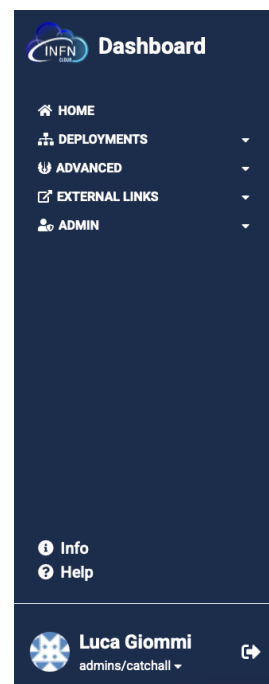 INFN
CLOUD
Dashboard
HOME
DEPLOYMENTS
ADVANCED
EXTERNAL LINKS
ADMIN
Info
Help
Luca Giommi
admins/catchall